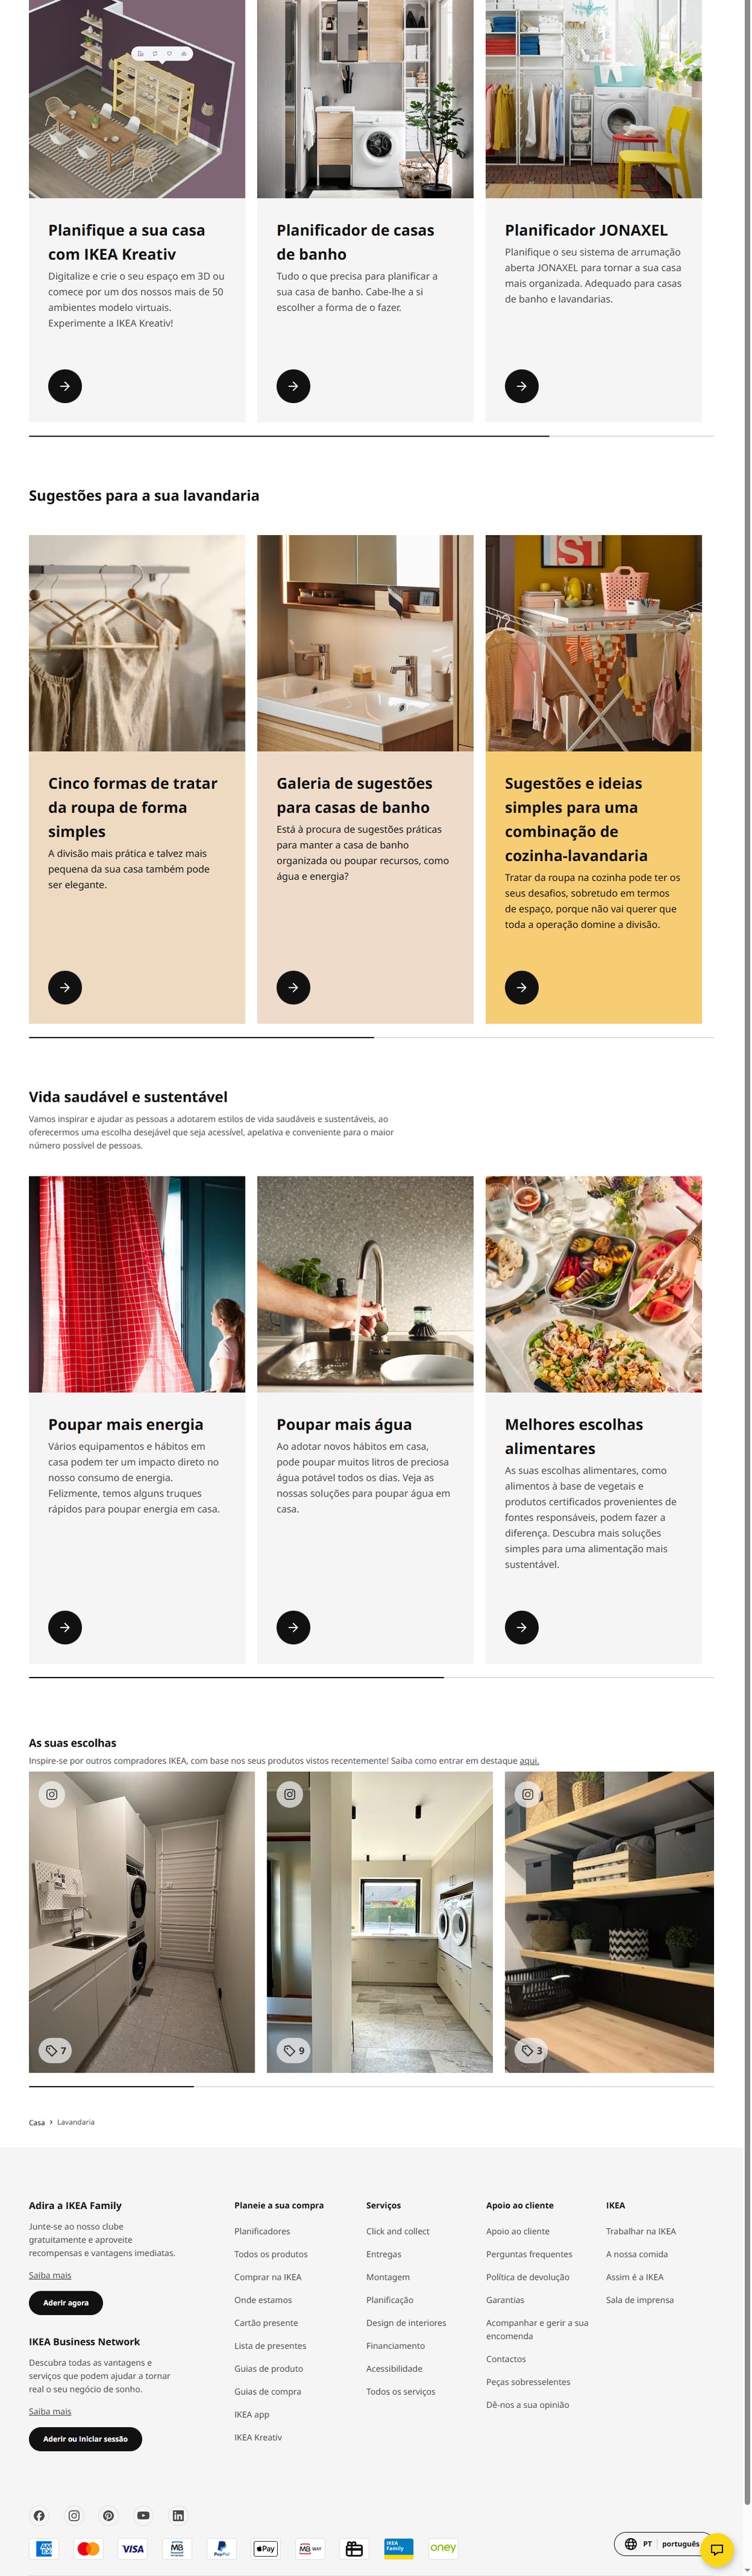 Planifique a sua casa
com IKEA Kreativ
Digitalize e crie o seu espaço em 3D ou
comece por um dos nossos mais de 50
ambientes modelo virtuais.
Experimente a IKEA Kreativ!
Planificador de casas
de banho
Tudo o que precisa para planificar a
sua casa de banho. Cabe-lhe a si
escolher a forma de o fazer.
Planificador JONAXEL
Planifique o seu sistema de arrumação
aberta JONAXEL para tornar a sua casa
mais organizada. Adequado para casas
de banho e lavandarias.
Sugestões para a sua lavandaria
Cinco formas de tratar
da roupa de forma
simples
A divisão mais prática e talvez mais
pequena da sua casa também pode
ser elegante.
Galeria de sugestões
para casas de banho
Está à procura de sugestões práticas
para manter a casa de banho
organizada ou poupar recursos, como
água e energia?
Sugestões e ideias
simples para uma
combinação de
cozinha-lavandaria
Tratar da roupa na cozinha pode ter os
seus desafios, sobretudo em termos
de espaço, porque não vai querer que
toda a operação domine a divisão.
Vida saudável e sustentável
Vamos inspirar e ajudar as pessoas a adotarem estilos de vida saudáveis e sustentáveis, ao
oferecermos uma escolha desejável que seja acessível, apelativa e conveniente para o maior
número possível de pessoas.
Poupar mais energia
Vários equipamentos e hábitos em
casa podem ter um impacto direto no
nosso consumo de energia.
Felizmente, temos alguns truques
rápidos para poupar energia em casa.
Poupar mais água
Ao adotar novos hábitos em casa,
pode poupar muitos litros de preciosa
água potável todos os dias. Veja as
nossas soluções para poupar água em
casa.
Melhores escolhas
alimentares
As suas escolhas alimentares, como
alimentos à base de vegetais e
produtos certificados provenientes de
fontes responsáveis, podem fazer a
diferença. Descubra mais soluções
simples para uma alimentação mais
sustentável.
As suas escolhas
Inspire-se por outros compradores IKEA, com base nos seus produtos vistos recentemente! Saiba como entrar em destaque aqui.
7
9
3
Casa › Lavandaria
Adira a IKEA Family
Junte-se ao nosso clube
gratuitamente e aproveite
recompensas e vantagens imediatas.
Saiba mais
Aderir agora
IKEA Business Network
Descubra todas as vantagens e
serviços que podem ajudar a tornar
real o seu negócio de sonho.
Saiba mais
Aderir ou Iniciar sessão
Planeie a sua compra
Planificadores
Todos os produtos
Comprar na IKEA
Onde estamos
Cartão presente
Lista de presentes
Guias de produto
Guias de compra
IKEA app
IKEA Kreativ
Serviços
Click and collect
Entregas
Montagem
Planificação
Design de interiores
Financiamento
Acessibilidade
Todos os serviços
Apoio ao cliente
Apoio ao cliente
Perguntas frequentes
Política de devolução
Garantias
Acompanhar e gerir a sua
encomenda
Contactos
Peças sobresselentes
Dê-nos a sua opinião
IKEA
Trabalhar na IKEA
A nossa comida
Assim é a IKEA
Sala de imprensa
AMEX
VISA
MB
PayPal
Pay
MB WAY
IKEA Family
oney
PT português